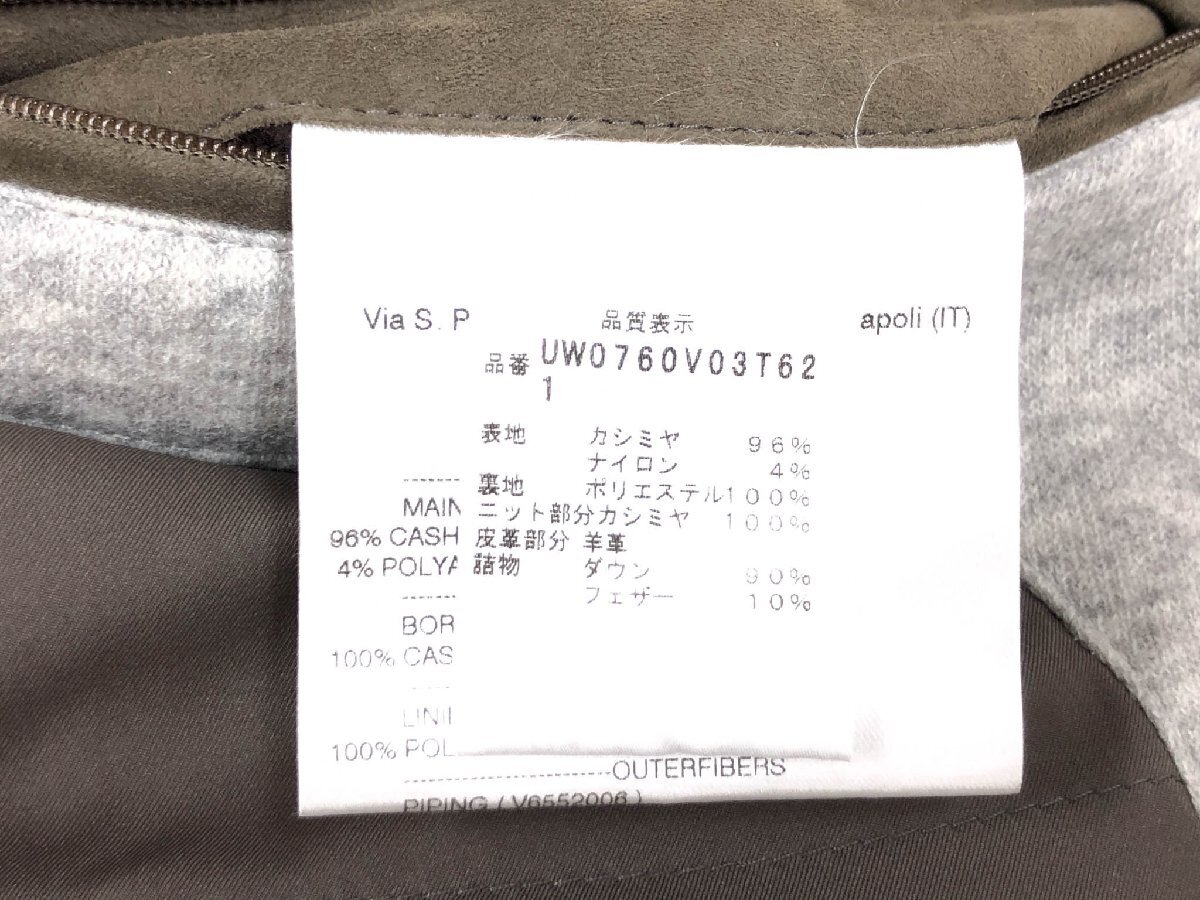 Via S. P
apoli (IT)
品質表示
品番 UW0760V03T62
1
表地 カシミヤ 96%
ナイロン 4%
裏地 ポリエステル100%
ニット部分カシミヤ 100%
皮革部分 羊革
詰物 ダウン 90%
フェザー 10%
MAIN
96% CASH
4% POLYA
BOR
100% CAS
LINI
100% POL
OUTERFIBERS
PIPING (V6552006)